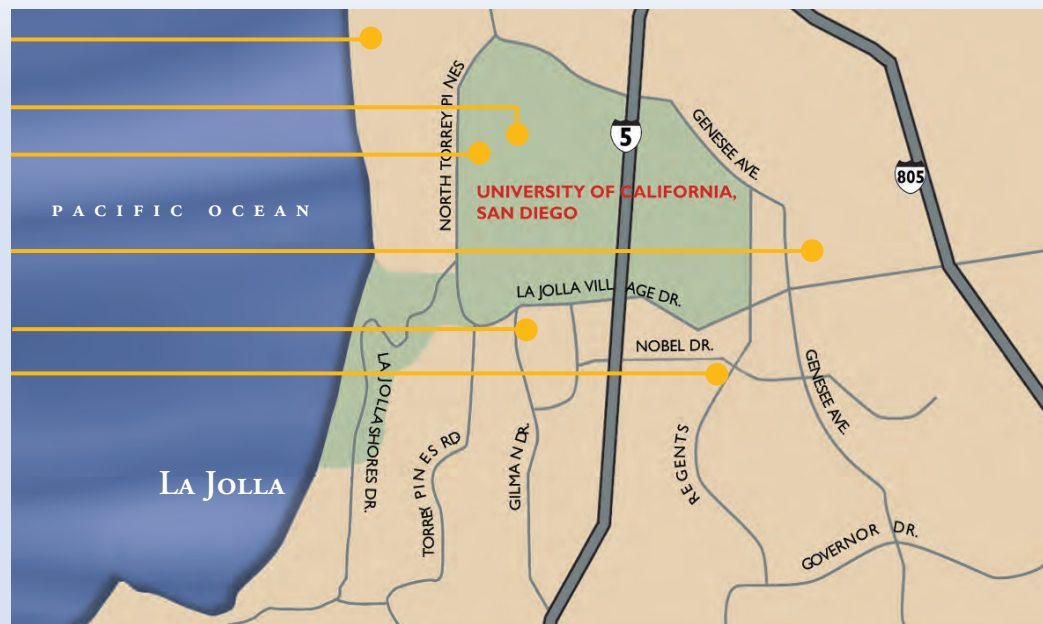 NORTH TORREY PINES
5
GENESEE AVE.
805
UNIVERSITY OF CALIFORNIA,
SAN DIEGO
PACIFIC OCEAN
LA JOLLA VILLAGE DR.
NOBEL DR.
LA JOLLA SHORES DR.
GENESEE AVE.
TORREY PINES RD.
GILMAN DR.
REGENTS
LA JOLLA
GOVERNOR DR.